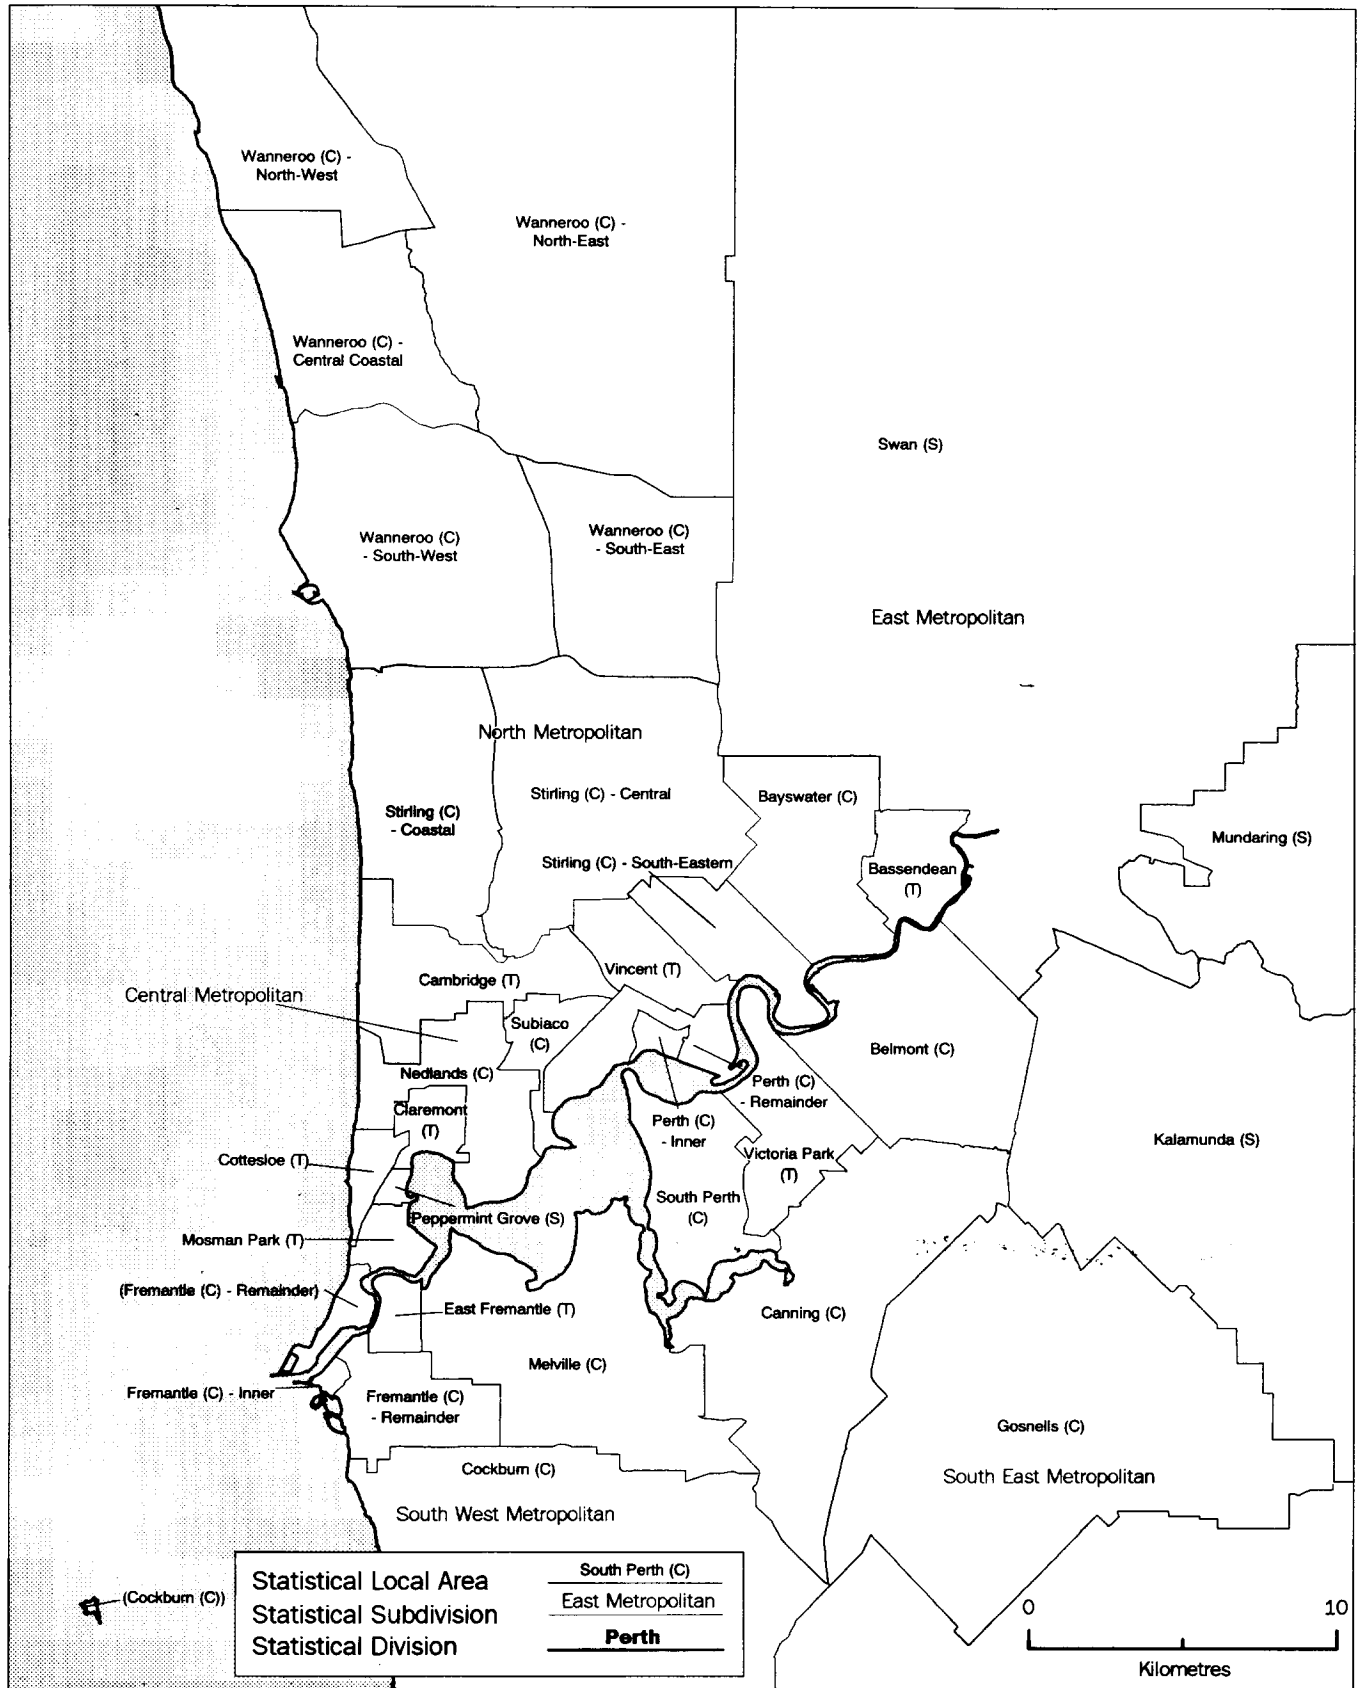 Wanneroo (C) -
North-West
Wanneroo (C) -
North-East
Wanneroo (C) -
Central Coastal
Swan (S)
Wanneroo (C)
- South-West
Wanneroo (C)
- South-East
East Metropolitan
North Metropolitan
Stirling (C) - Central
Bayswater (C)
Stirling (C)
- Coastal
Mundaring (S)
Stirling (C) - South-Eastern
Bassendean
(T)
Vincent (T)
Cambridge (T)
Central Metropolitan
Subiaco
(C)
Belmont (C)
Nedlands (C)
Perth (C)
- Remainder
Claremont
(T)
Perth (C)
- Inner
Kalamunda (S)
Victoria Park
(T)
Cottesloe (T)
South Perth
(C)
Peppermint Grove (S)
Mosman Park (T)
(Fremantle (C) - Remainder)
East Fremantle (T)
Canning (C)
Melville (C)
Fremantle (C) - Inner
Fremantle (C)
- Remainder
Gosnells (C)
Cockburn (C)
South East Metropolitan
South West Metropolitan
(Cockburn (C))
Statistical Local Area
South Perth (C)
Statistical Subdivision
East Metropolitan
Statistical Division
Perth
0 10
Kilometres